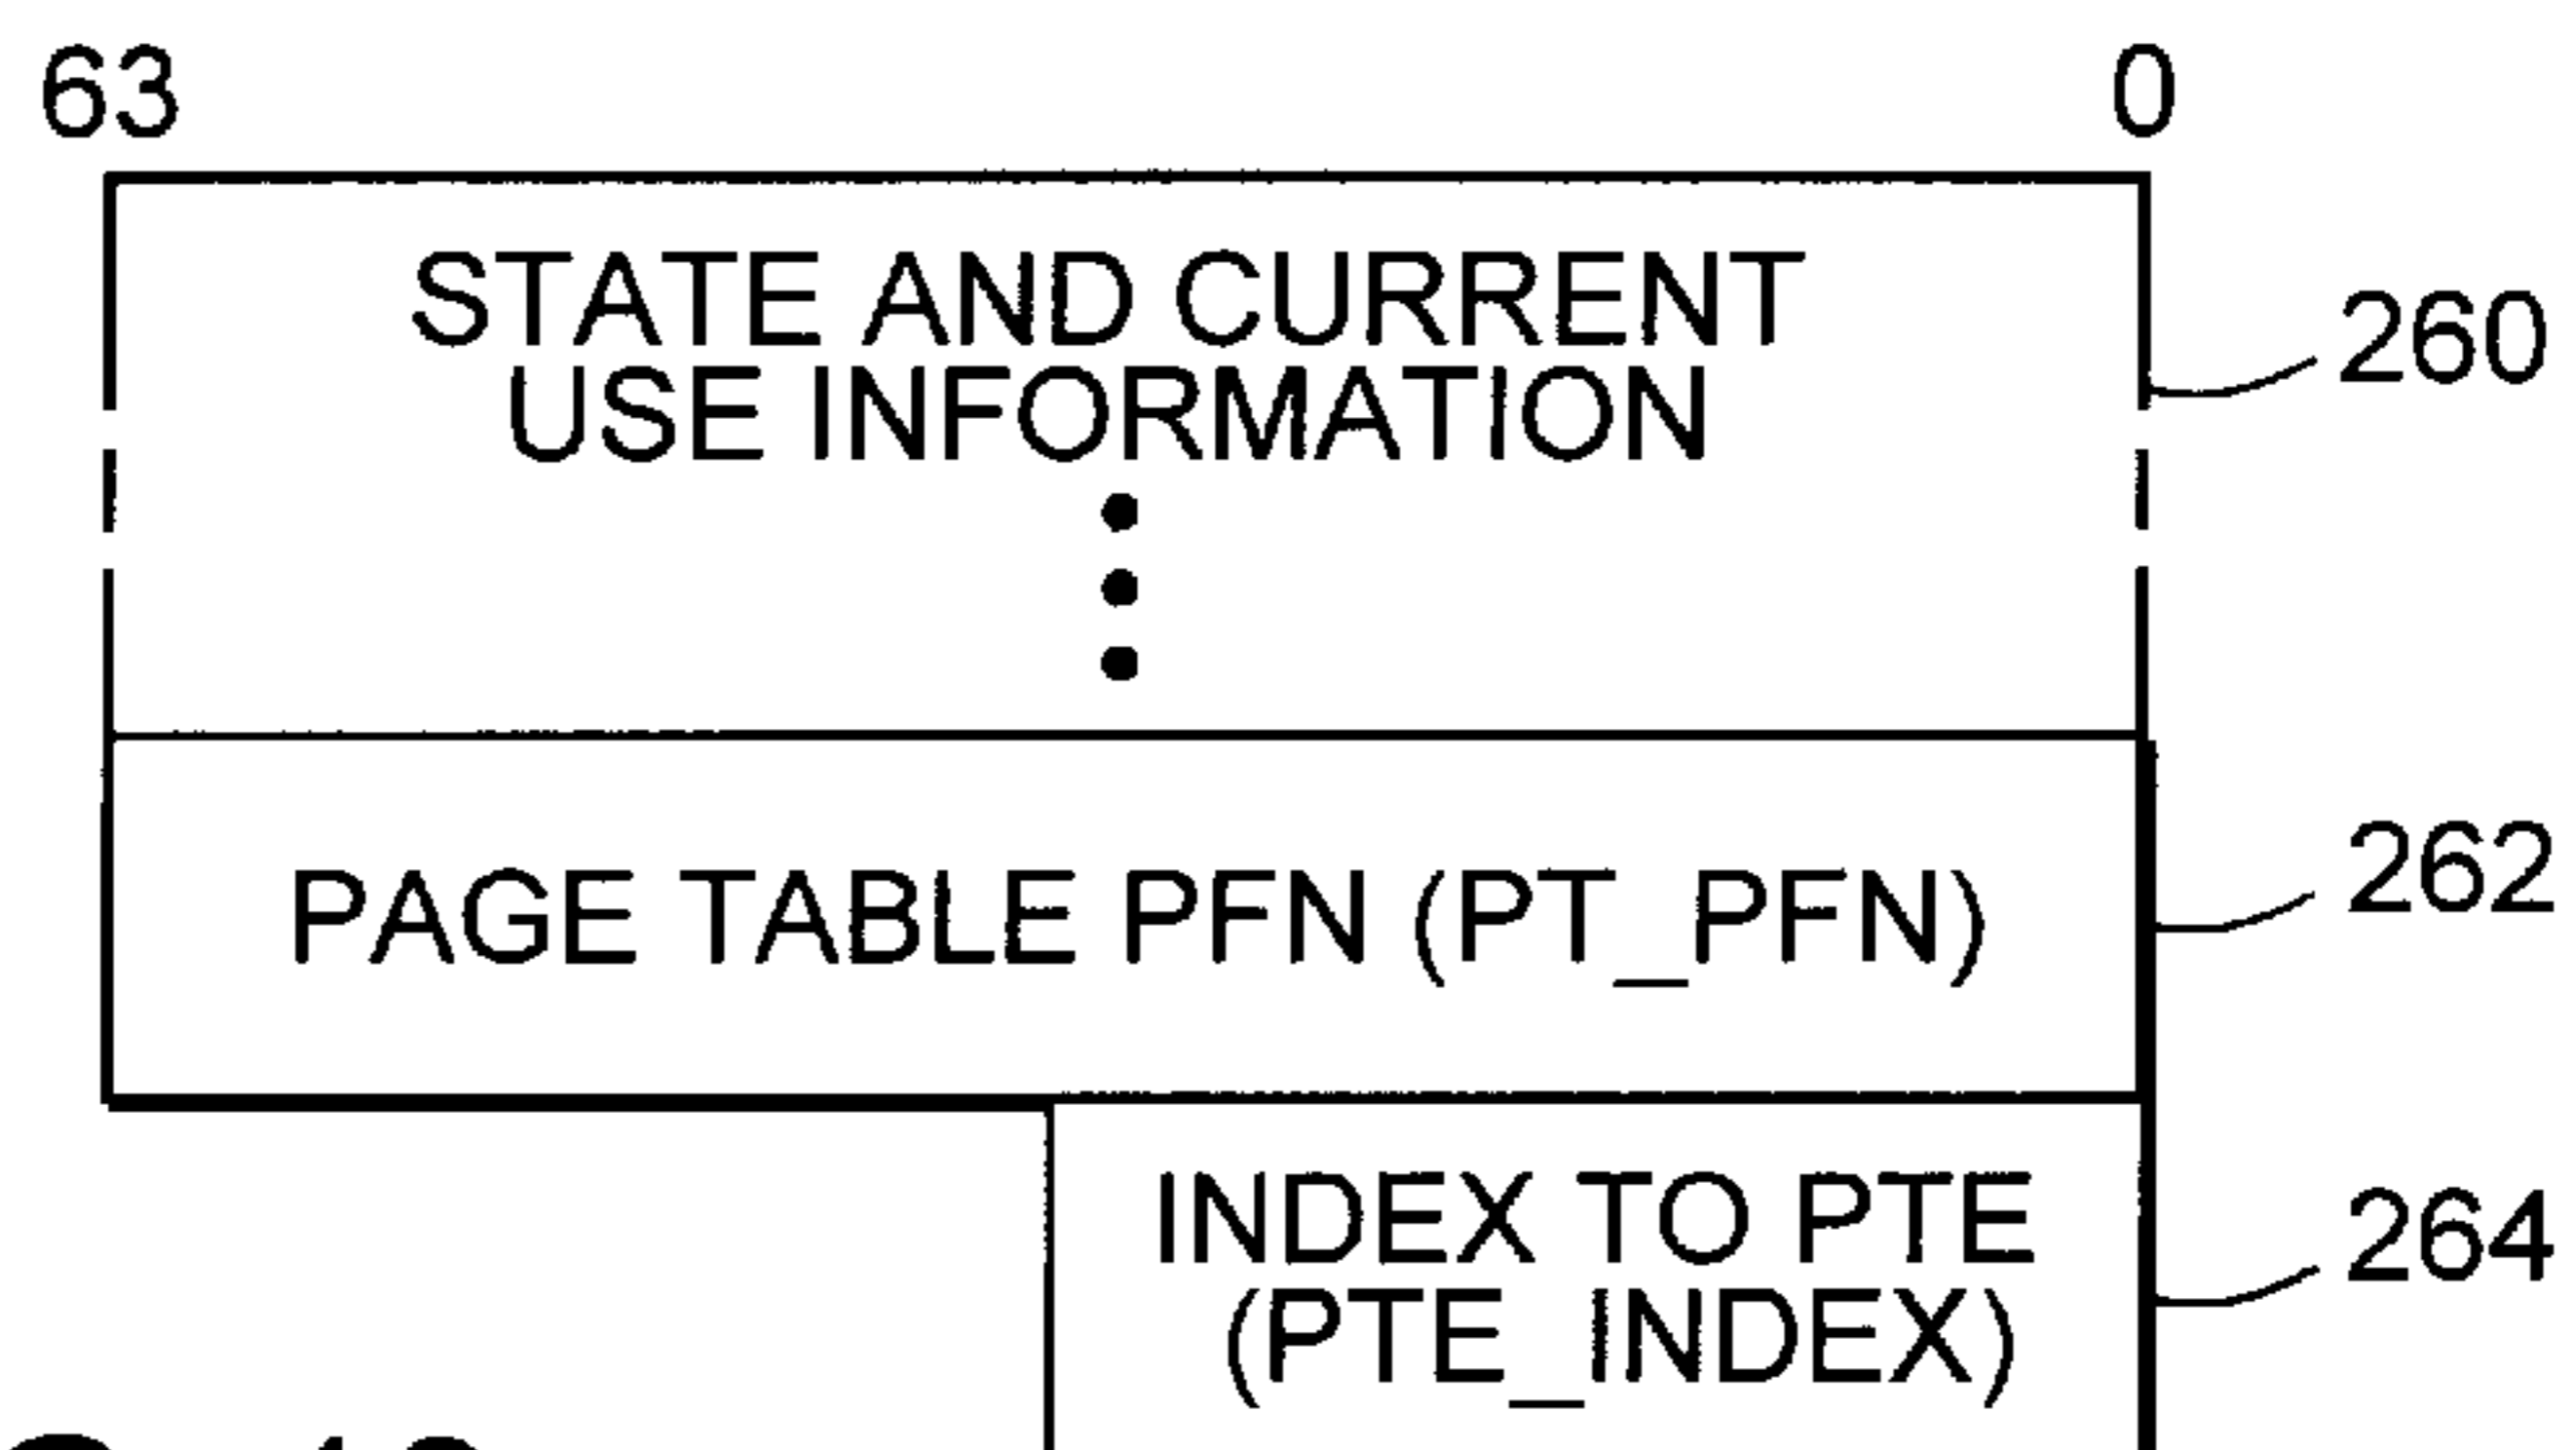 63 0
STATE AND CURRENT
USE INFORMATION
260
PAGE TABLE PFN (PT_PFN)
262
INDEX TO PTE
(PTE_INDEX)
264